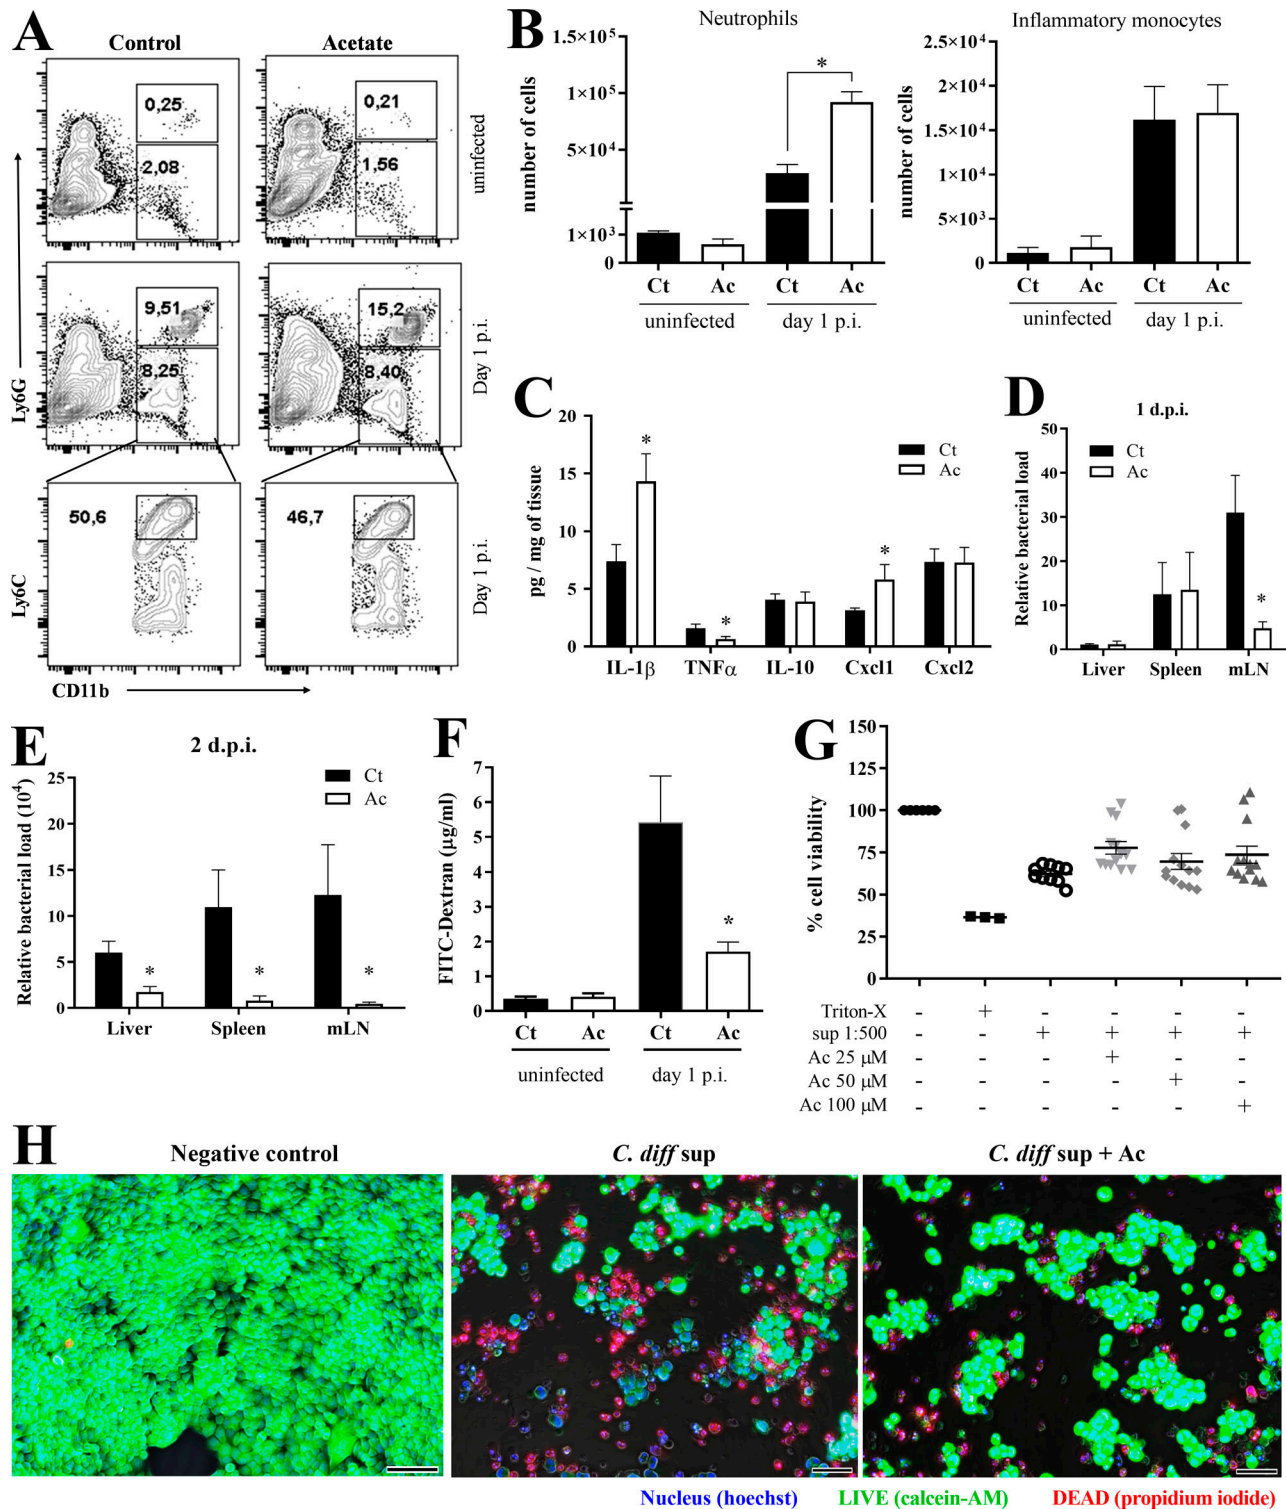 A
Control
Acetate
0,25
0,21
2,08
1,56
uninfected
9,51
15,2
8,25
8,40
Day 1 p.i.
Ly6G
50,6
46,7
Day 1 p.i.
Ly6C
CD11b
B
Neutrophils
number of cells
1.5×10⁵
1×10⁵
5×10⁴
1×10³
0
*
Ct
Ac
Ct
Ac
uninfected
day 1 p.i.
Inflammatory monocytes
number of cells
2.5×10⁴
2×10⁴
1.5×10⁴
1×10⁴
5×10³
0
Ct
Ac
Ct
Ac
uninfected
day 1 p.i.
C
pg / mg of tissue
20
15
10
5
0
Ct
Ac
*
*
*
IL-1β
TNFα
IL-10
Cxcl1
Cxcl2
D
1 d.p.i.
Relative bacterial load
50
40
30
20
10
0
Ct
Ac
*
Liver
Spleen
mLN
E
2 d.p.i.
Relative bacterial load (10⁴)
25
20
15
10
5
0
Ct
Ac
*
*
*
Liver
Spleen
mLN
F
FITC-Dextran (µg/ml)
7
6
5
4
3
2
1
0
*
Ct
Ac
Ct
Ac
uninfected
day 1 p.i.
G
% cell viability
150
125
100
75
50
25
0
Triton-X - + - - - -
sup 1:500 - - + + + +
Ac 25 µM - - - + - -
Ac 50 µM - - - - + -
Ac 100 µM - - - - - +
H
Negative control
C. diff sup
C. diff sup + Ac
Nucleus (hoechst)
LIVE (calcein-AM)
DEAD (propidium iodide)